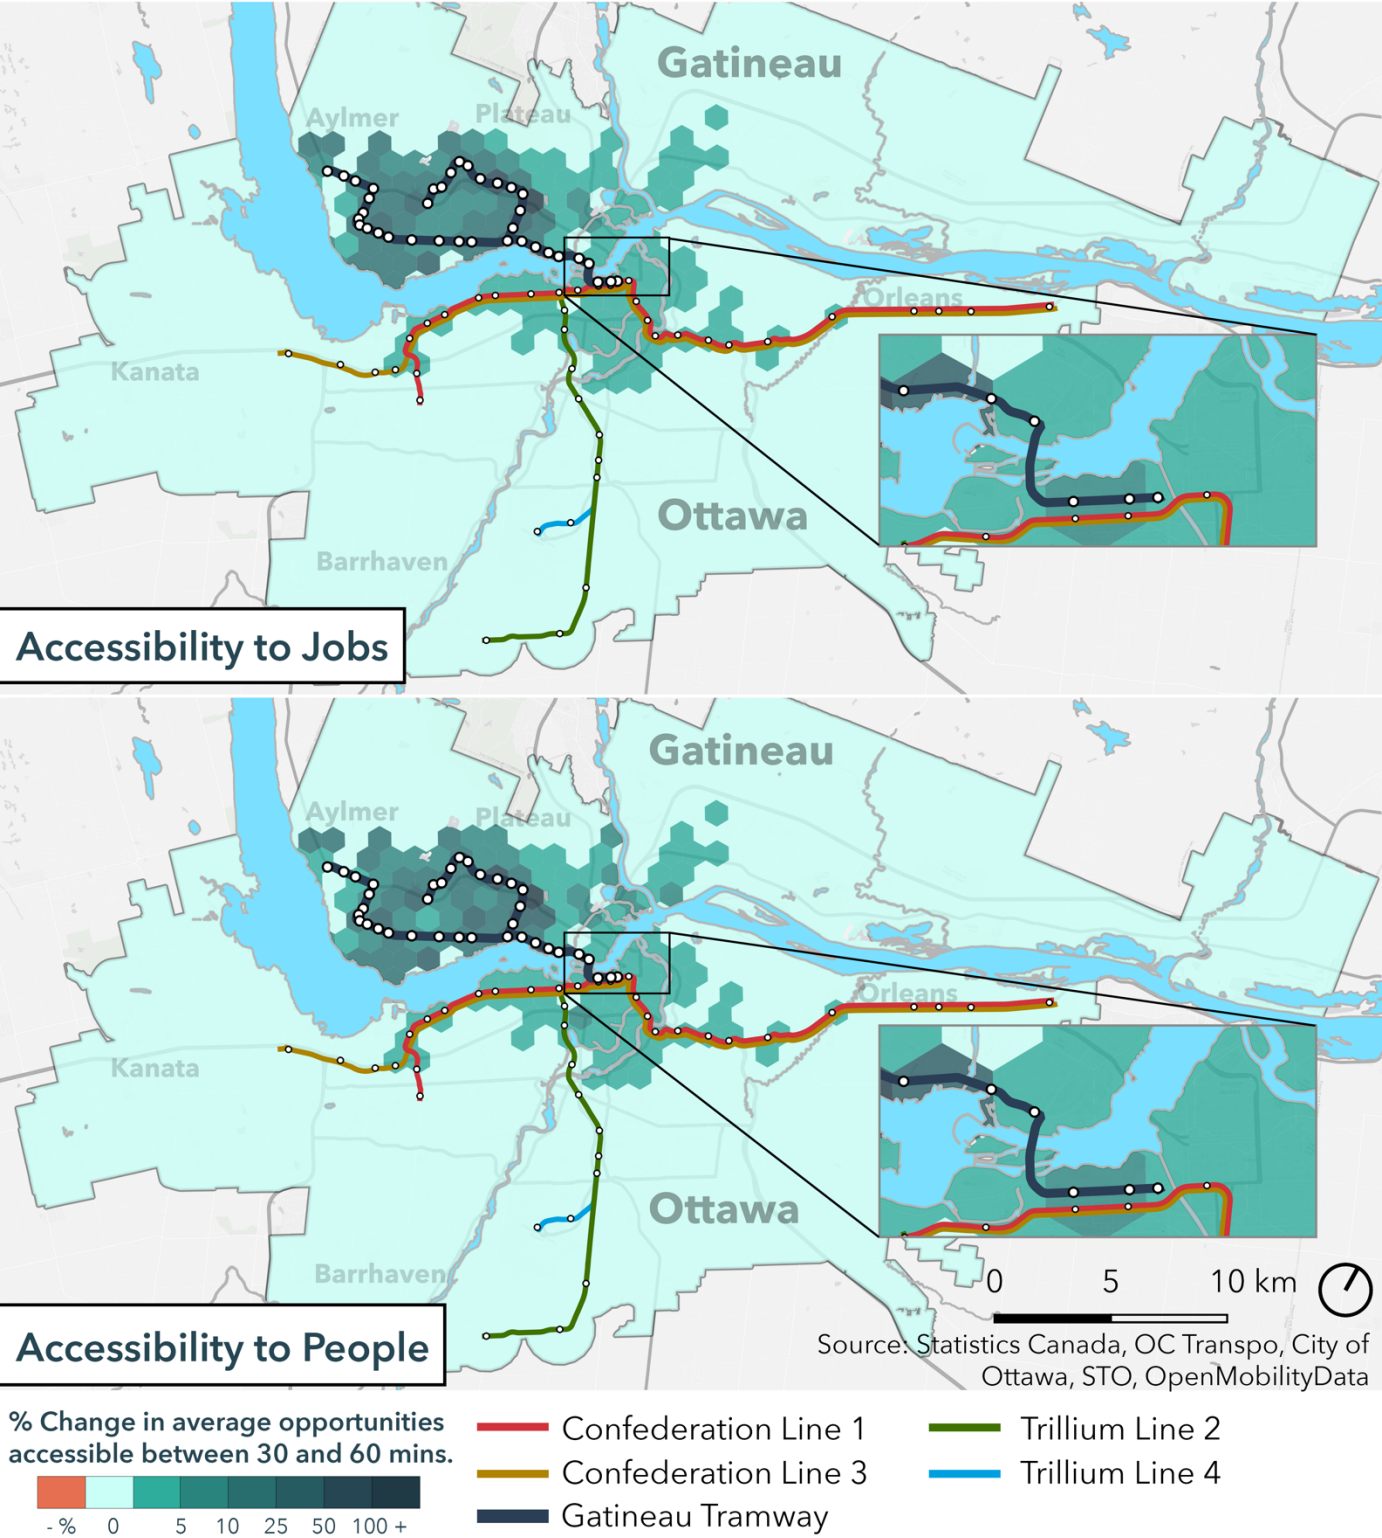 Gatineau
Aylmer
Plateau
Orleans
Kanata
Ottawa
Barrhaven
Accessibility to Jobs
Gatineau
Aylmer
Plateau
Orleans
Kanata
Ottawa
Barrhaven
0 5 10 km
Accessibility to People
Source: Statistics Canada, OC Transpo, City of
Ottawa, STO, OpenMobilityData
% Change in average opportunities
accessible between 30 and 60 mins.
- % 0 5 10 25 50 100 +
Confederation Line 1
Confederation Line 3
Gatineau Tramway
Trillium Line 2
Trillium Line 4